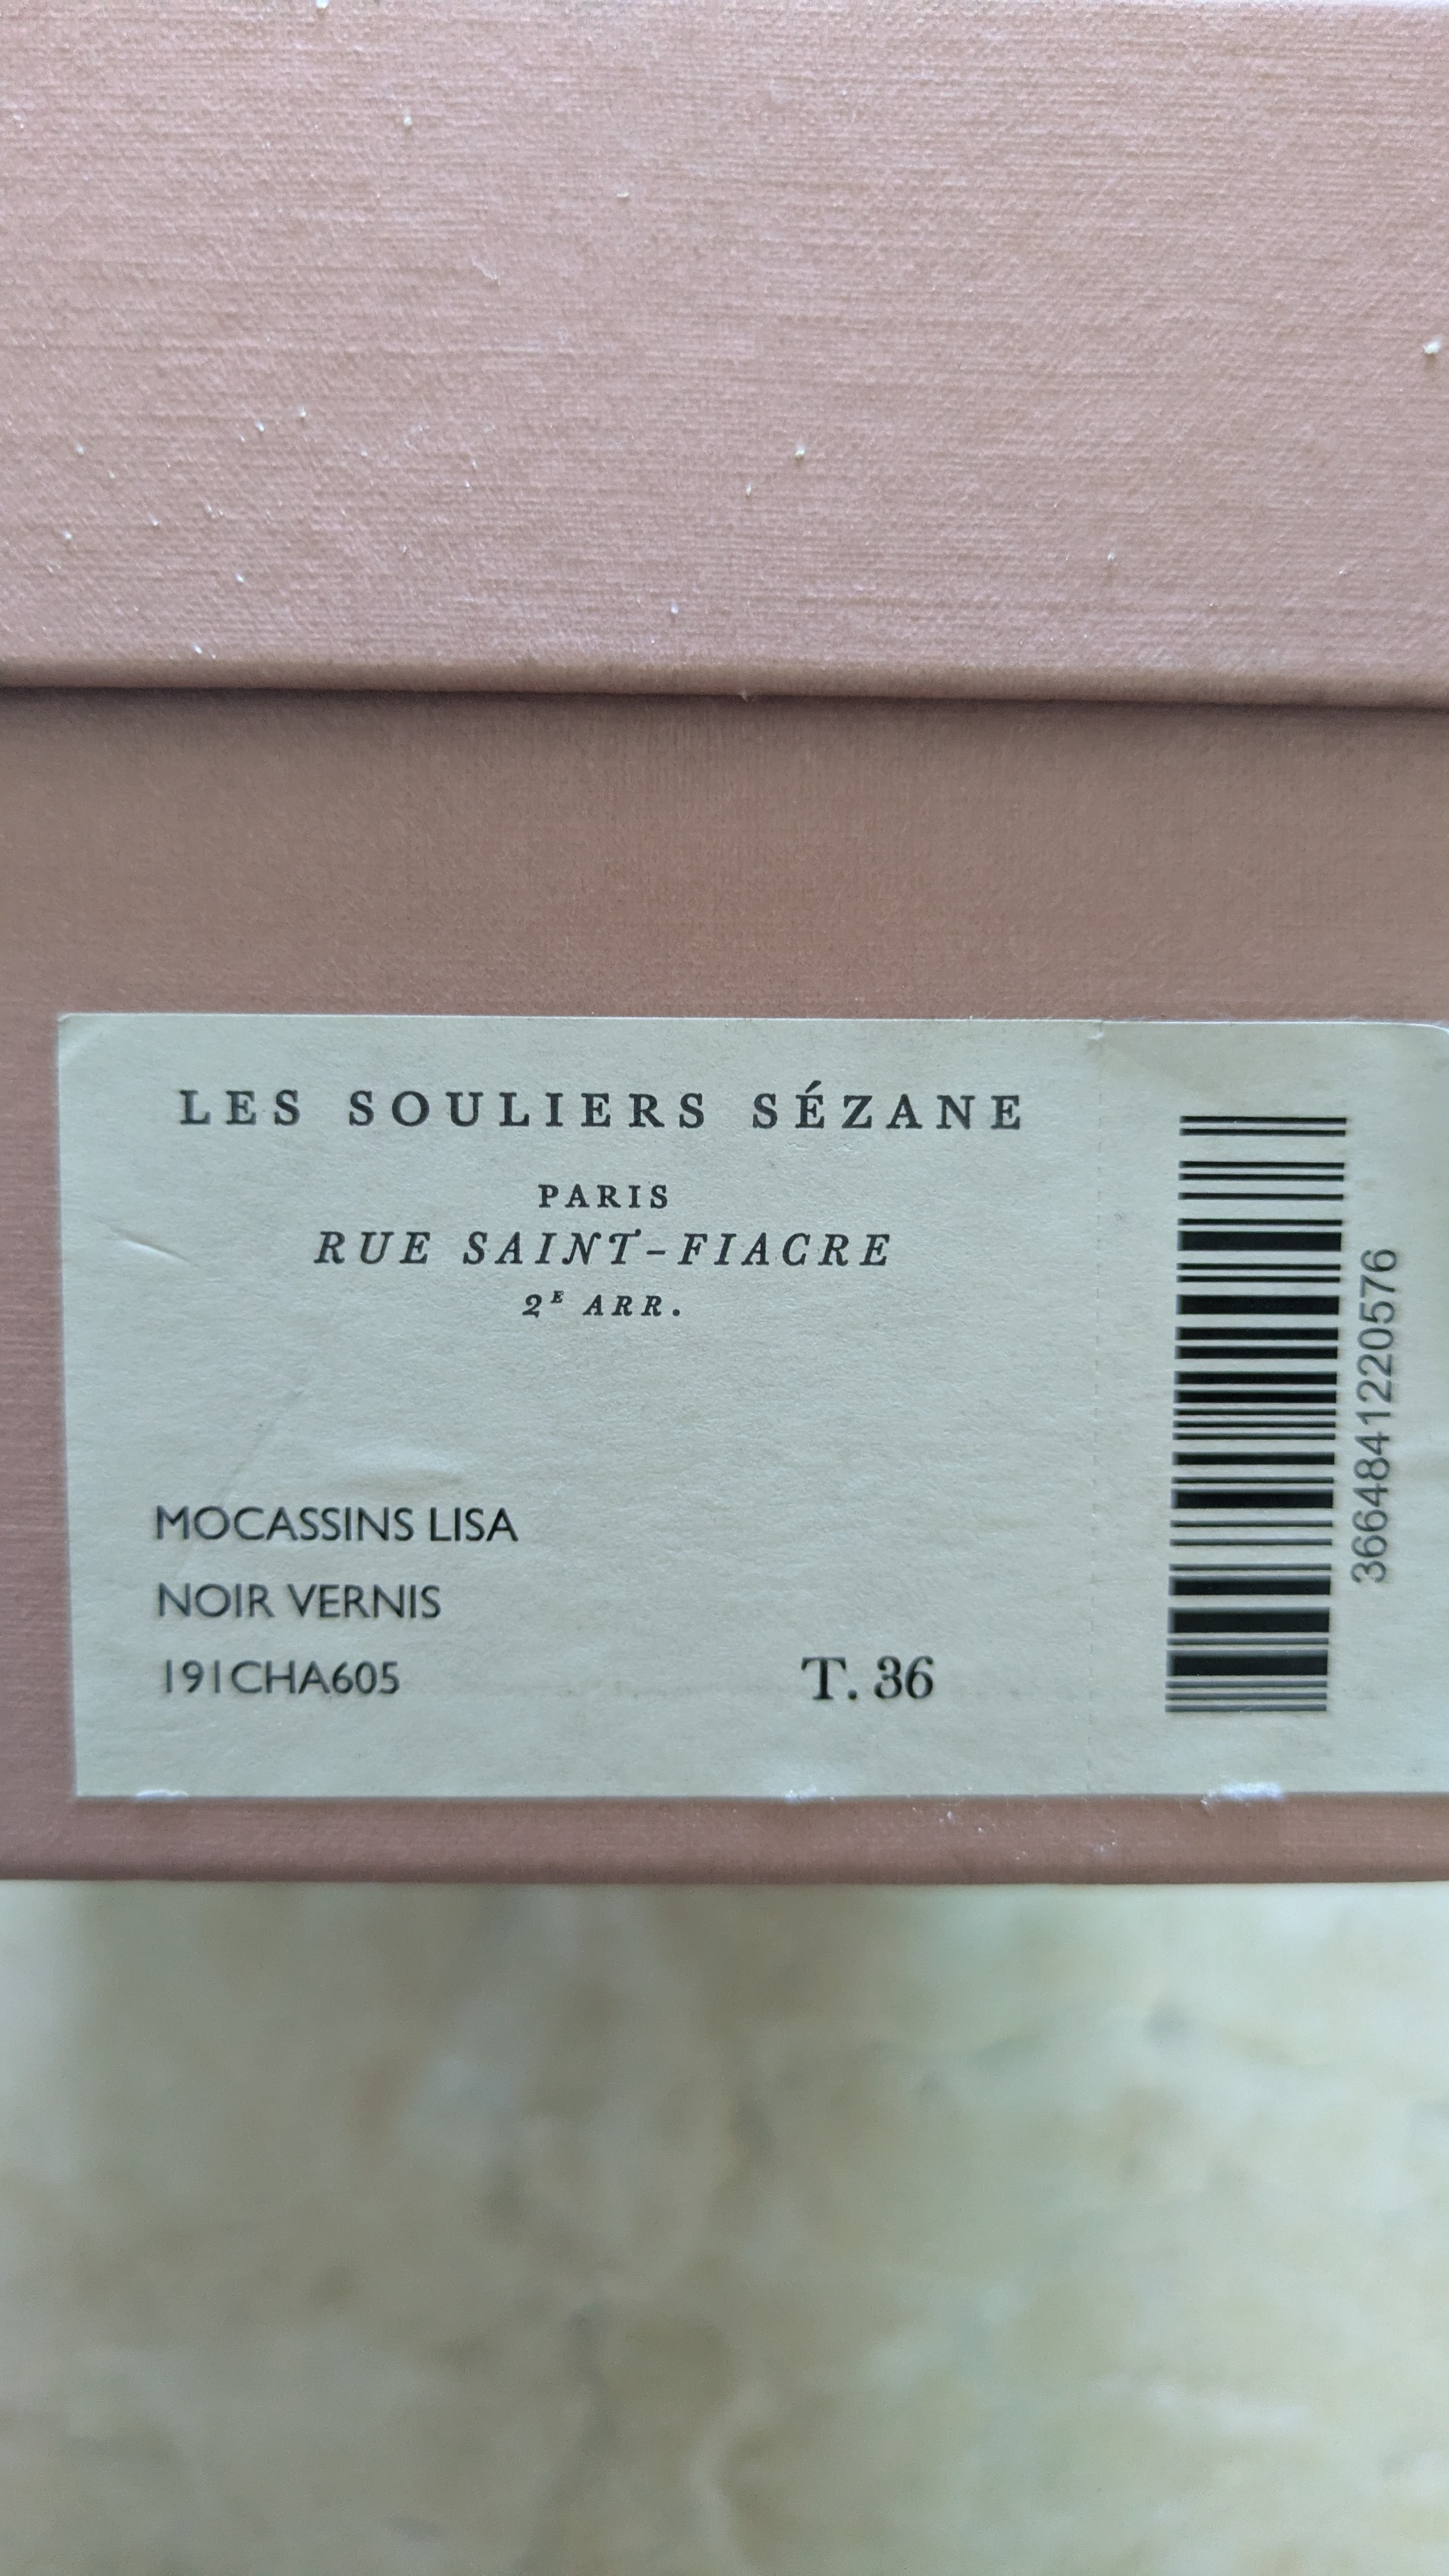 LES SOULIERS SÉZANE
PARIS
RUE SAINT-FIACRE
2E ARR.
MOCASSINS LISA
NOIR VERNIS
191CHA605
T. 36
3664841220576